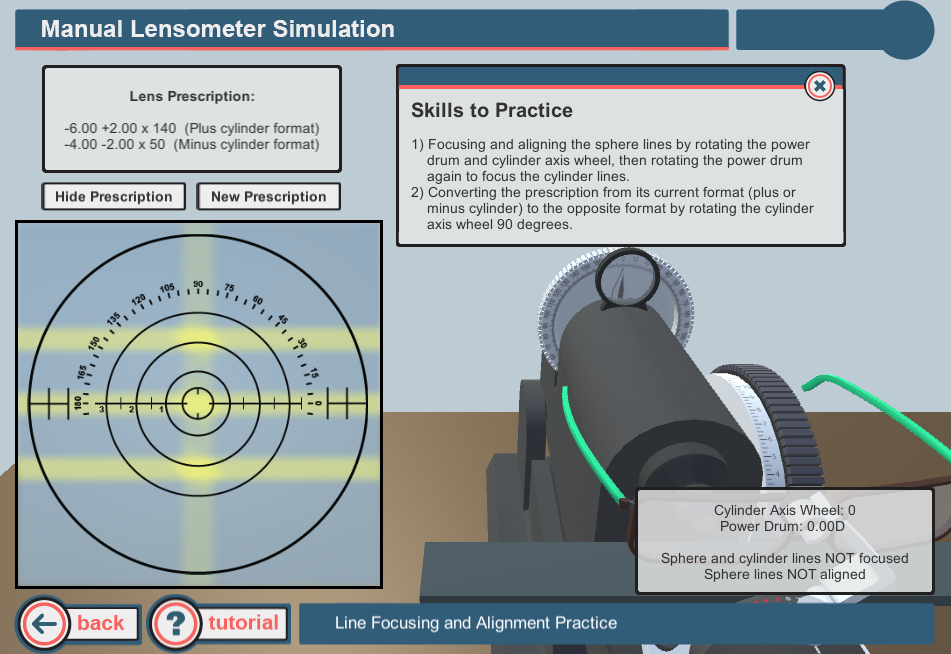 Manual Lensometer Simulation
Lens Prescription:
-6.00 +2.00 x 140 (Plus cylinder format)
-4.00 -2.00 x 50 (Minus cylinder format)
Hide Prescription
New Prescription
Skills to Practice
1) Focusing and aligning the sphere lines by rotating the power
drum and cylinder axis wheel, then rotating the power drum
again to focus the cylinder lines.
2) Converting the prescription from its current format (plus or
minus cylinder) to the opposite format by rotating the cylinder
axis wheel 90 degrees.
180 165 150 135 120 105 90 75 60 45 30 15 0
3 2 1
Cylinder Axis Wheel: 0
Power Drum: 0.00D
Sphere and cylinder lines NOT focused
Sphere lines NOT aligned
back
? tutorial
Line Focusing and Alignment Practice